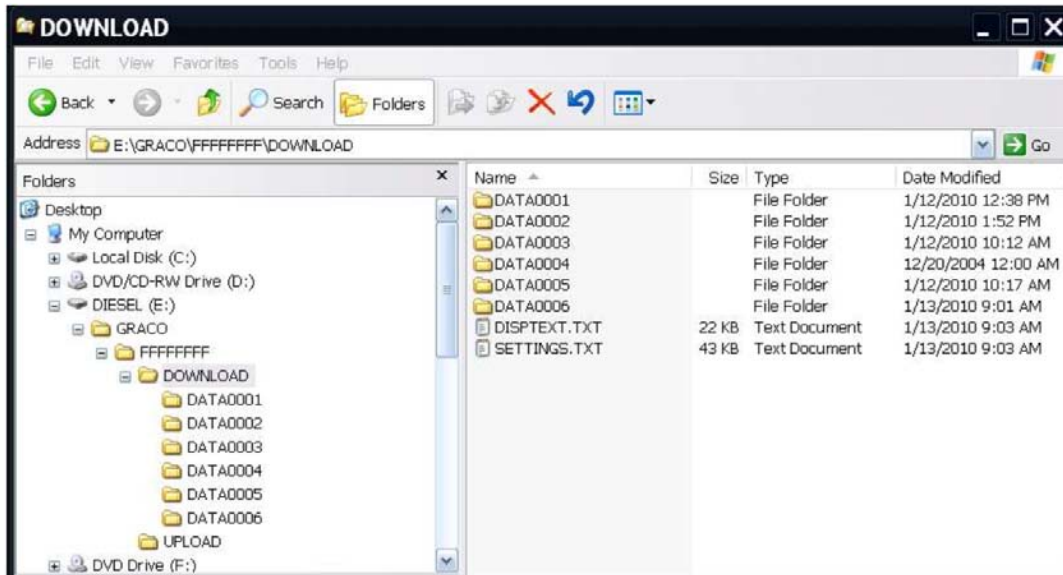 DOWNLOAD
File Edit View Favorites Tools Help
Back Search Folders
Address E:\GRACO\FFFFFFFF\DOWNLOAD Go
Folders
Desktop
My Computer
Local Disk (C:)
DVD/CD-RW Drive (D:)
DIESEL (E:)
GRACO
FFFFFFFF
DOWNLOAD
DATA0001
DATA0002
DATA0003
DATA0004
DATA0005
DATA0006
UPLOAD
DVD Drive (F:)
Name Size Type Date Modified
DATA0001 File Folder 1/12/2010 12:38 PM
DATA0002 File Folder 1/12/2010 1:52 PM
DATA0003 File Folder 1/12/2010 10:12 AM
DATA0004 File Folder 12/20/2004 12:00 AM
DATA0005 File Folder 1/12/2010 10:17 AM
DATA0006 File Folder 1/13/2010 9:01 AM
DISPTEXT.TXT 22 KB Text Document 1/13/2010 9:03 AM
SETTINGS.TXT 43 KB Text Document 1/13/2010 9:03 AM